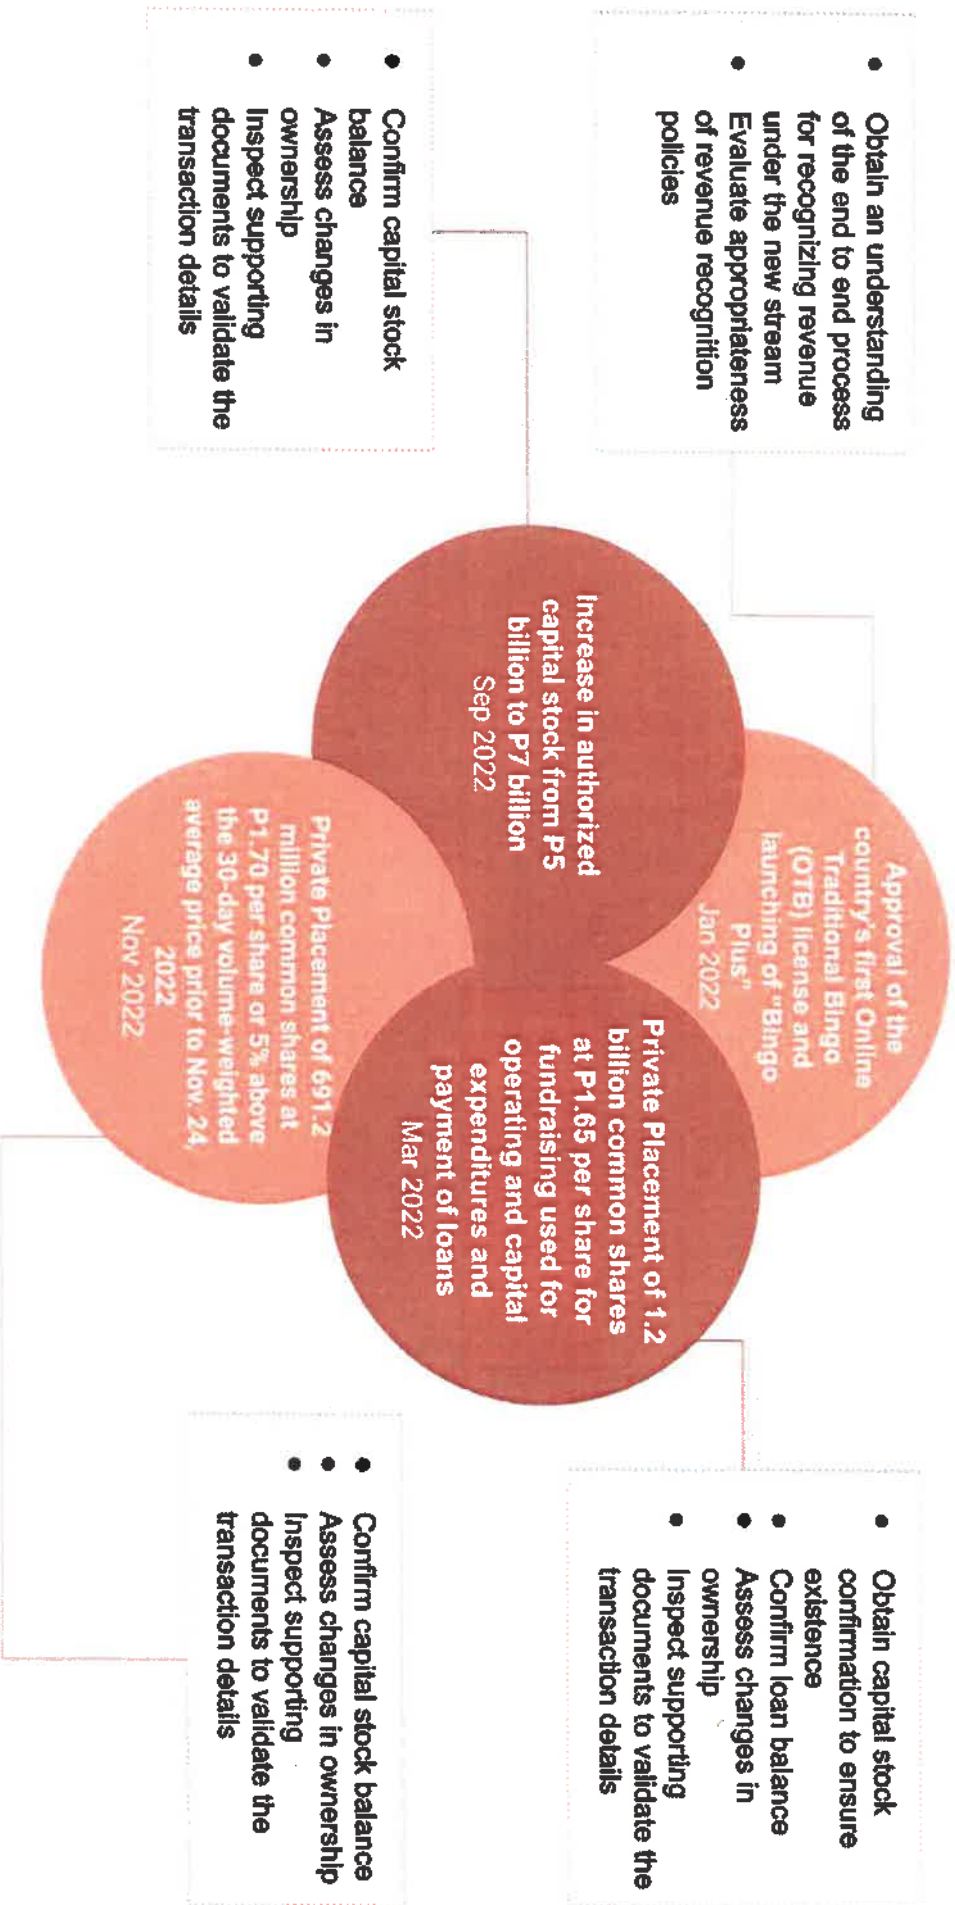 Obtain an understanding
of the end to end process
for recognizing revenue
under the new stream
Evaluate appropriateness
of revenue recognition
policies
Approval of the
country's first Online
Traditional Bingo
(OTB) license and
launching of "Bingo
Plus"
Jan 2022
Obtain capital stock
confirmation to ensure
existence
Confirm loan balance
Assess changes in
ownership
Inspect supporting
documents to validate the
transaction details
Private Placement of 1.2
billion common shares
at P1.65 per share for
fundraising used for
operating and capital
expenditures and
payment of loans
Mar 2022
Increase in authorized
capital stock from P5
billion to P7 billion
Sep 2022
Confirm capital stock
balance
Assess changes in
ownership
Inspect supporting
documents to validate the
transaction details
Private Placement of 691.2
million common shares at
P1.70 per share or 5% above
the 30-day volume-weighted
average price prior to Nov. 24,
2022
Nov 2022
Confirm capital stock balance
Assess changes in ownership
Inspect supporting
documents to validate the
transaction details